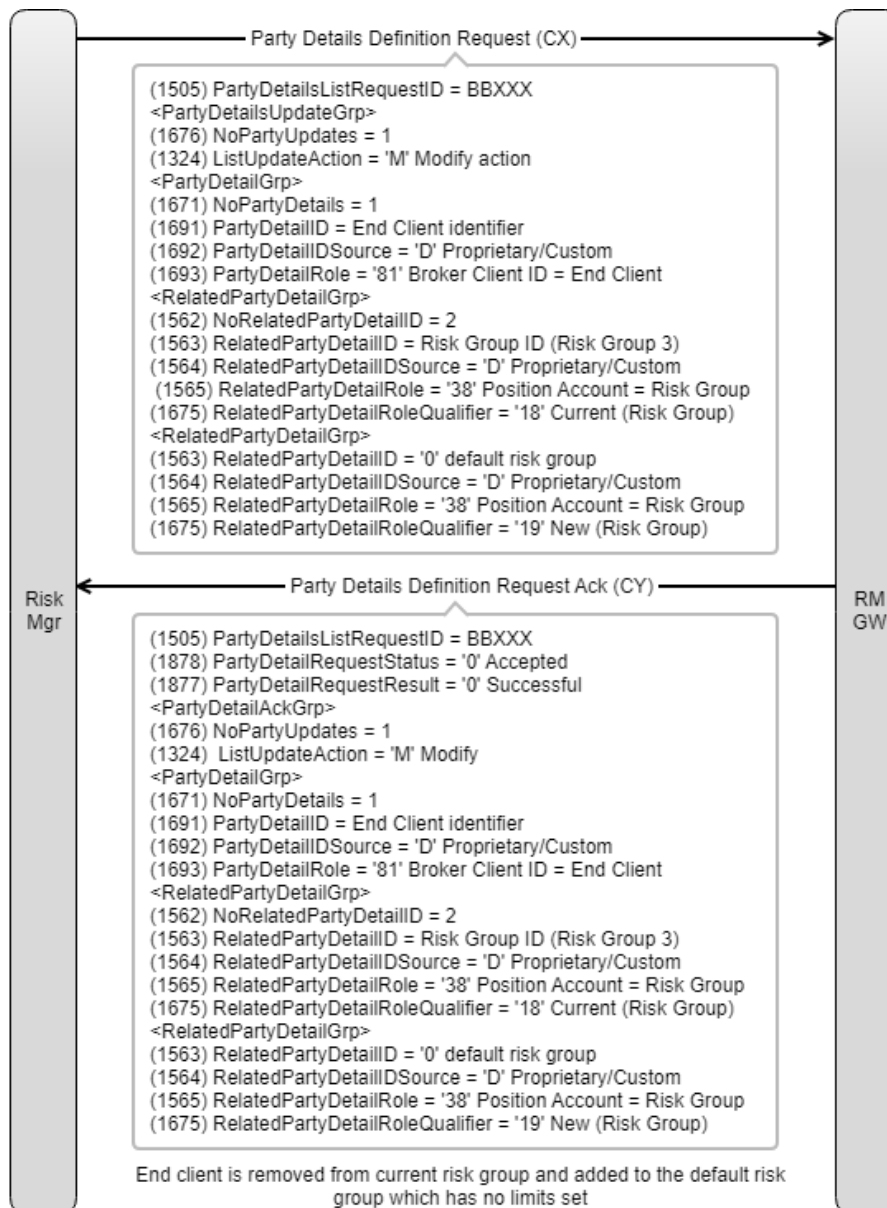 Party Details Definition Request (CX)
(1505) PartyDetailsListRequestID = BBXXX
<PartyDetailsUpdateGrp>
(1676) NoPartyUpdates = 1
(1324) ListUpdateAction = 'M' Modify action
<PartyDetailGrp>
(1671) NoPartyDetails = 1
(1691) PartyDetailID = End Client identifier
(1692) PartyDetailIDSource = 'D' Proprietary/Custom
(1693) PartyDetailRole = '81' Broker Client ID = End Client
<RelatedPartyDetailGrp>
(1562) NoRelatedPartyDetailID = 2
(1563) RelatedPartyDetailID = Risk Group ID (Risk Group 3)
(1564) RelatedPartyDetailIDSource = 'D' Proprietary/Custom
(1565) RelatedPartyDetailRole = '38' Position Account = Risk Group
(1675) RelatedPartyDetailRoleQualifier = '18' Current (Risk Group)
<RelatedPartyDetailGrp>
(1563) RelatedPartyDetailID = '0' default risk group
(1564) RelatedPartyDetailIDSource = 'D' Proprietary/Custom
(1565) RelatedPartyDetailRole = '38' Position Account = Risk Group
(1675) RelatedPartyDetailRoleQualifier = '19' New (Risk Group)
Party Details Definition Request Ack (CY)
Risk
Mgr
RM
GW
(1505) PartyDetailsListRequestID = BBXXX
(1878) PartyDetailRequestStatus = '0' Accepted
(1877) PartyDetailRequestResult = '0' Successful
<PartyDetailAckGrp>
(1676) NoPartyUpdates = 1
(1324)  ListUpdateAction = 'M' Modify
<PartyDetailGrp>
(1671) NoPartyDetails = 1
(1691) PartyDetailID = End Client identifier
(1692) PartyDetailIDSource = 'D' Proprietary/Custom
(1693) PartyDetailRole = '81' Broker Client ID = End Client
<RelatedPartyDetailGrp>
(1562) NoRelatedPartyDetailID = 2
(1563) RelatedPartyDetailID = Risk Group ID (Risk Group 3)
(1564) RelatedPartyDetailIDSource = 'D' Proprietary/Custom
(1565) RelatedPartyDetailRole = '38' Position Account = Risk Group
(1675) RelatedPartyDetailRoleQualifier = '18' Current (Risk Group)
<RelatedPartyDetailGrp>
(1563) RelatedPartyDetailID = '0' default risk group
(1564) RelatedPartyDetailIDSource = 'D' Proprietary/Custom
(1565) RelatedPartyDetailRole = '38' Position Account = Risk Group
(1675) RelatedPartyDetailRoleQualifier = '19' New (Risk Group)
End client is removed from current risk group and added to the default risk
group which has no limits set